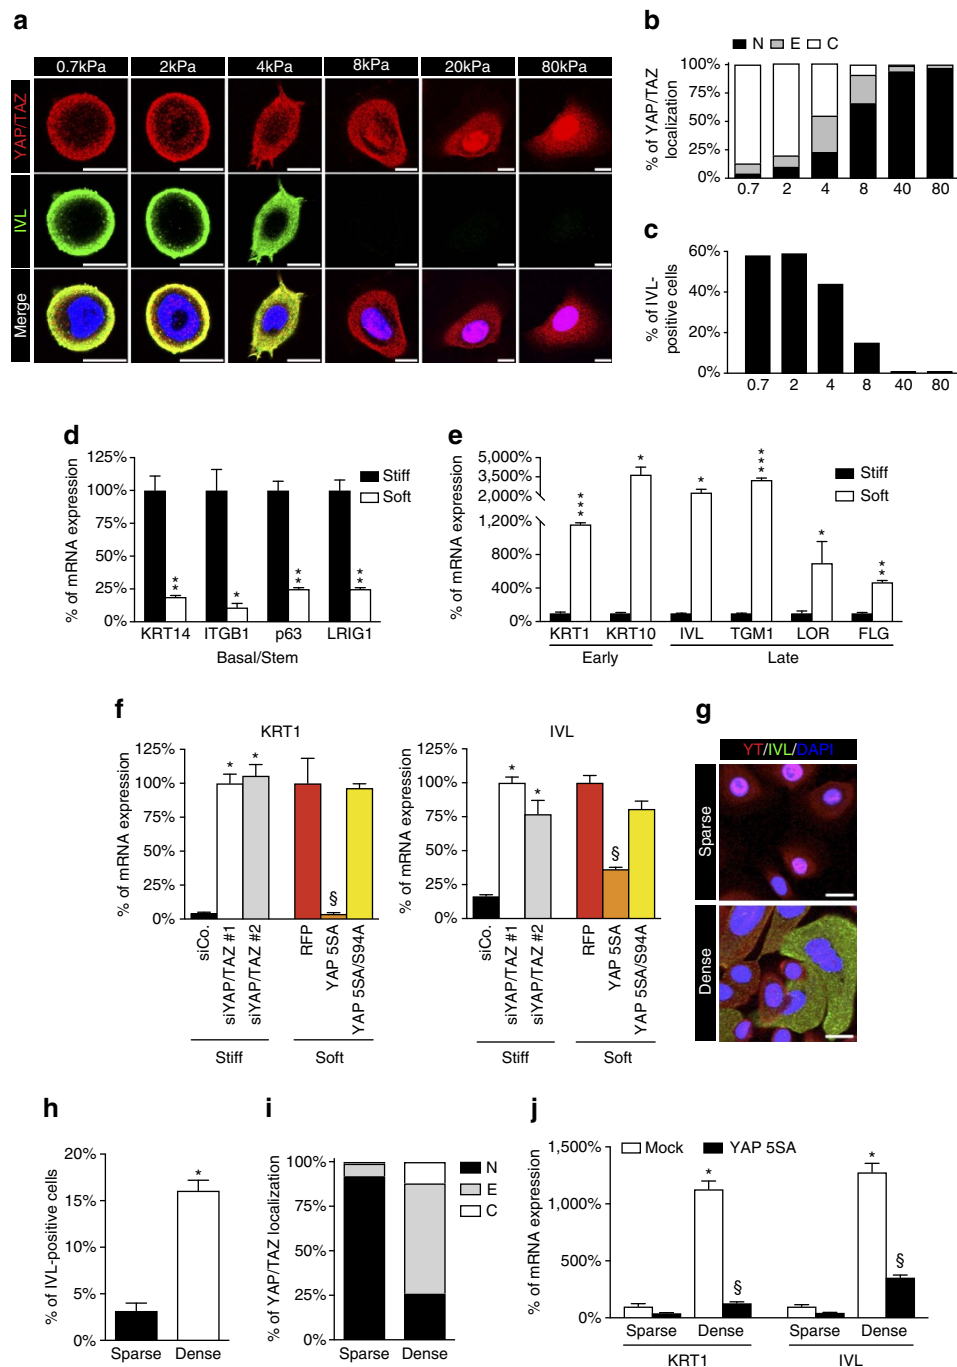 a
0.7kPa 2kPa 4kPa 8kPa 20kPa 80kPa
YAP/TAZ
IVL
Merge
b
N E C
% of YAP/TAZ
localization
100%
75%
50%
25%
0%
0.7 2 4 8 40 80
c
% of IVL-
positive cells
60%
40%
20%
0%
0.7 2 4 8 40 80
d
% of mRNA expression
125%
100%
75%
50%
25%
0%
Stiff
Soft
** * ** **
KRT14 ITGB1 p63 LRIG1
Basal/Stem
e
% of mRNA expression
5,000%
3,500%
2,000%
1,200%
800%
400%
0%
Stiff
Soft
*** * * *** * **
KRT1 KRT10 IVL TGM1 LOR FLG
Early Late
f
KRT1
% of mRNA expression
125%
100%
75%
50%
25%
0%
* * §
siCo.
siYAP/TAZ #1
siYAP/TAZ #2
RFP
YAP 5SA
YAP 5SA/S94A
Stiff Soft
IVL
% of mRNA expression
125%
100%
75%
50%
25%
0%
* * §
siCo.
siYAP/TAZ #1
siYAP/TAZ #2
RFP
YAP 5SA
YAP 5SA/S94A
Stiff Soft
g
YT/IVL/DAPI
Sparse
Dense
h
% of IVL-positive cells
20%
15%
10%
5%
0%
*
Sparse Dense
i
% of YAP/TAZ localization
100%
75%
50%
25%
0%
N
E
C
Sparse Dense
j
% of mRNA expression
1,500%
1,000%
500%
0%
Mock YAP 5SA
* § * §
Sparse Dense Sparse Dense
KRT1 IVL